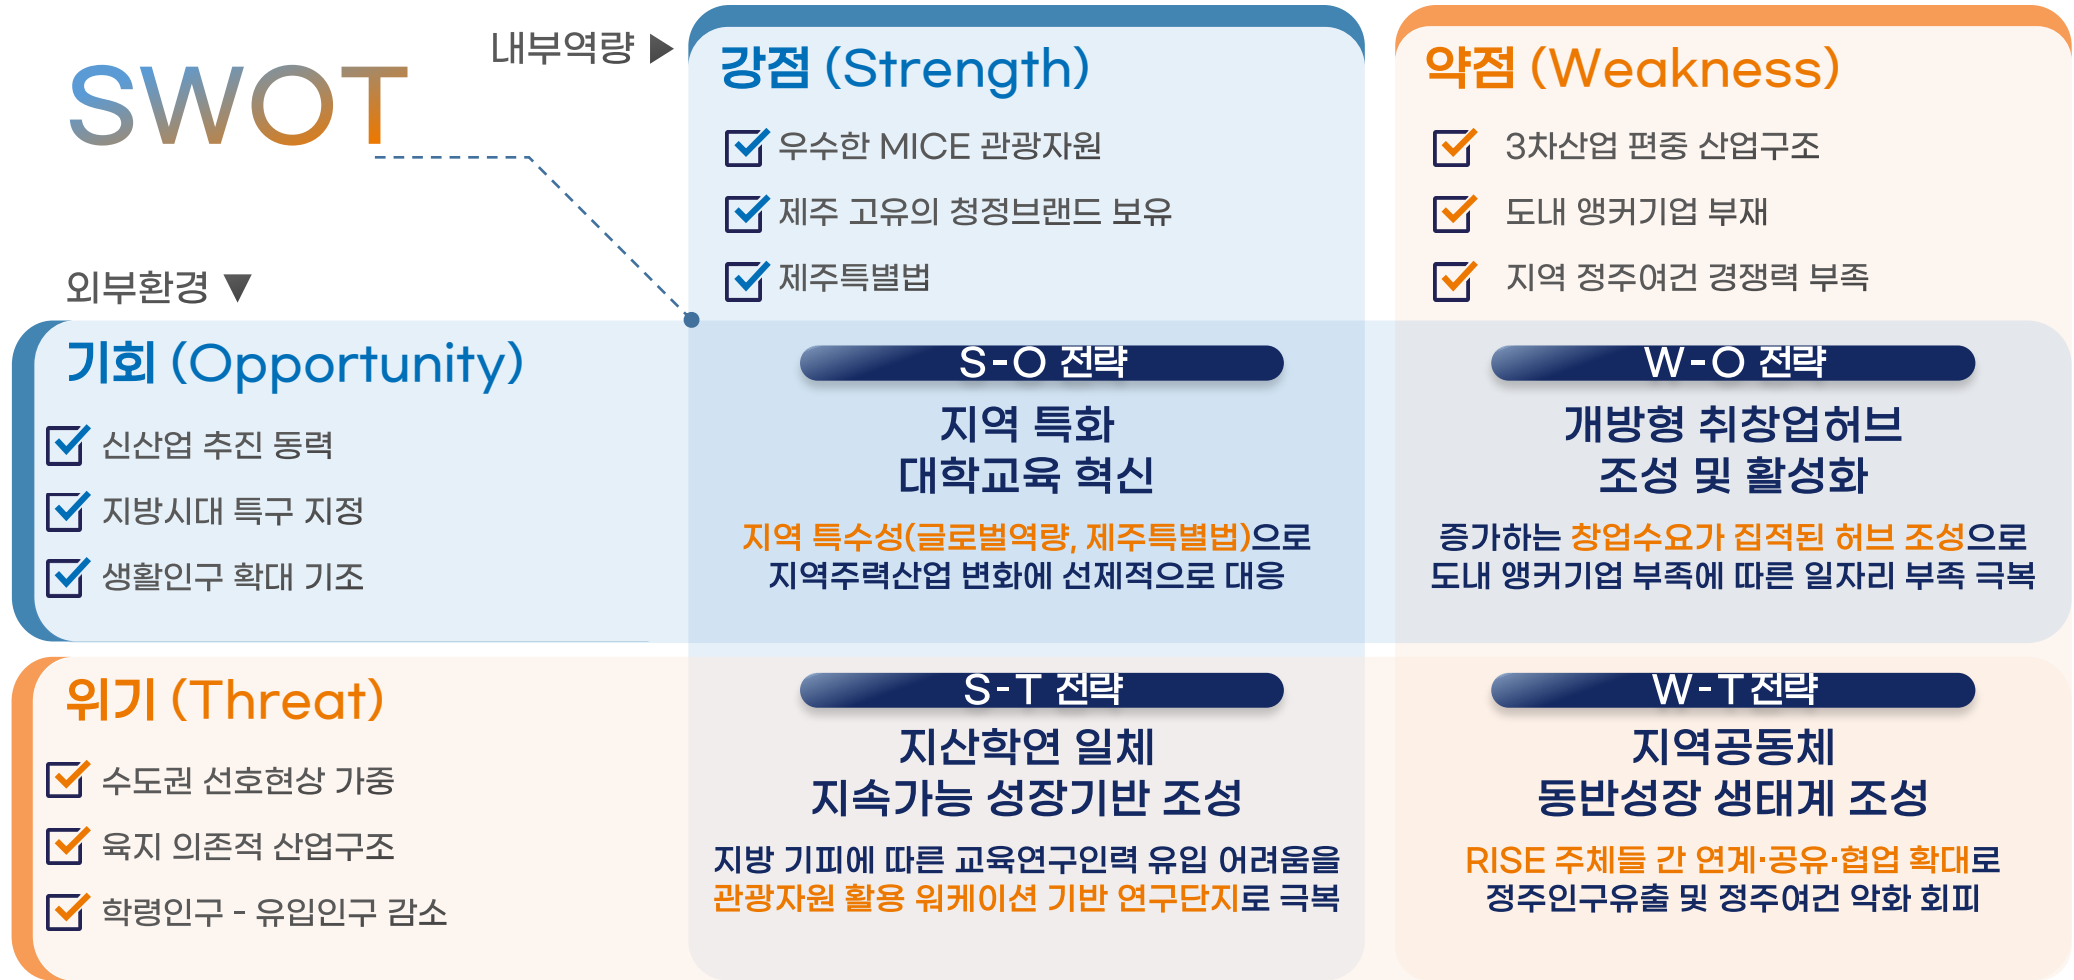 SWOT
내부역량 ▶
외부환경 ▼
강점 (Strength)
우수한 MICE 관광자원
제주 고유의 청정브랜드 보유
제주특별법
약점 (Weakness)
3차산업 편중 산업구조
도내 앵커기업 부재
지역 정주여건 경쟁력 부족
기회 (Opportunity)
신산업 추진 동력
지방시대 특구 지정
생활인구 확대 기조
S-O 전략
지역 특화
대학교육 혁신
지역 특수성(글로벌역량, 제주특별법)으로
지역주력산업 변화에 선제적으로 대응
W-O 전략
개방형 취창업허브
조성 및 활성화
증가하는 창업수요가 집적된 허브 조성으로
도내 앵커기업 부족에 따른 일자리 부족 극복
위기 (Threat)
수도권 선호현상 가중
육지 의존적 산업구조
학령인구 - 유입인구 감소
S-T 전략
지산학연 일체
지속가능 성장기반 조성
지방 기피에 따른 교육연구인력 유입 어려움을
관광자원 활용 워케이션 기반 연구단지로 극복
W-T 전략
지역공동체
동반성장 생태계 조성
RISE 주체들 간 연계·공유·협업 확대로
정주인구유출 및 정주여건 악화 회피